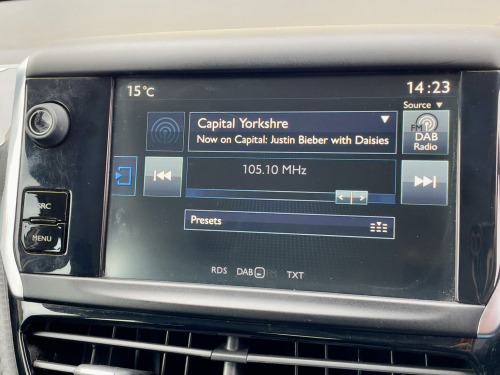 15°C 14:23
Source ▼
Capital Yorkshre ▼
Now on Capital: Justin Bieber with Daisies
FM
DAB
Radio
105.10 MHz
SRC
MENU
Presets
RDS DAB FM TXT